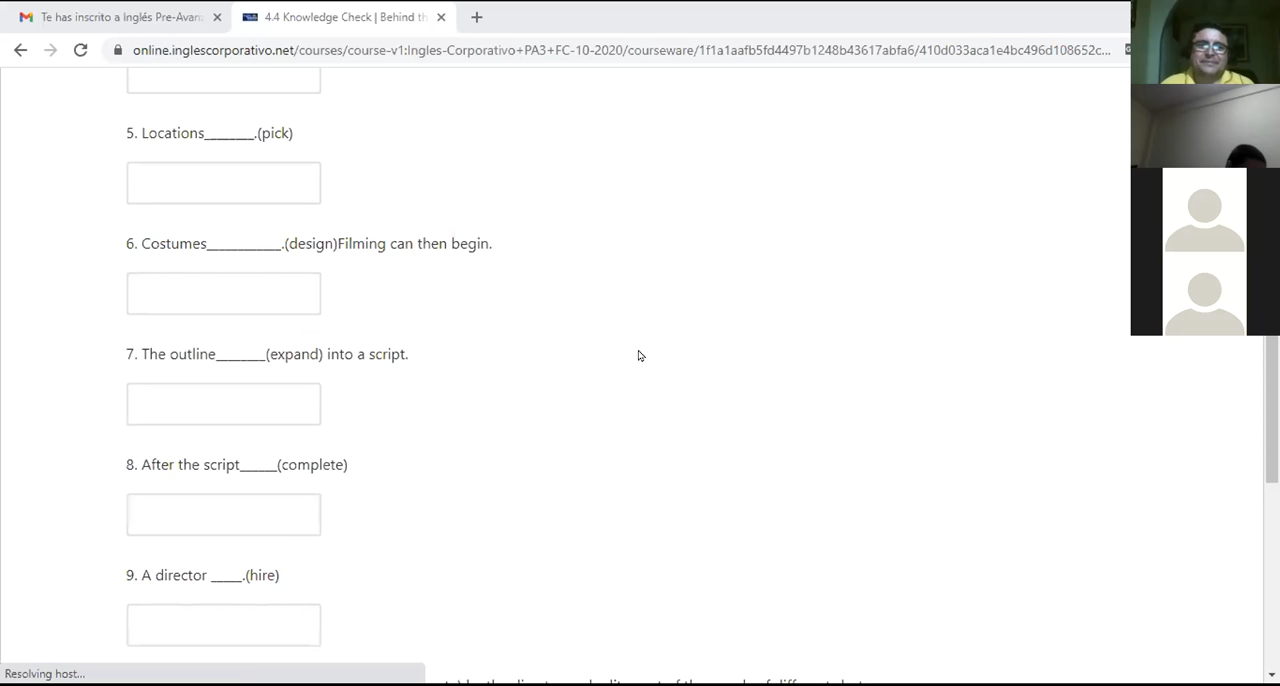 Te has inscrito a Inglés Pre-Avan
4.4 Knowledge Check | Behind th
online.inglescorporativo.net/courses/course-v1:Ingles-Corporativo+PA3+FC-10-2020/courseware/1f1a1aafb5fd4497b1248b43617abfa6/410d033aca1e4bc496d108652c...
5. Locations_______.(pick)
6. Costumes___________.(design)Filming can then begin.
7. The outline_______(expand) into a script.
8. After the script_____(complete)
9. A director ____.(hire)
Resolving host...